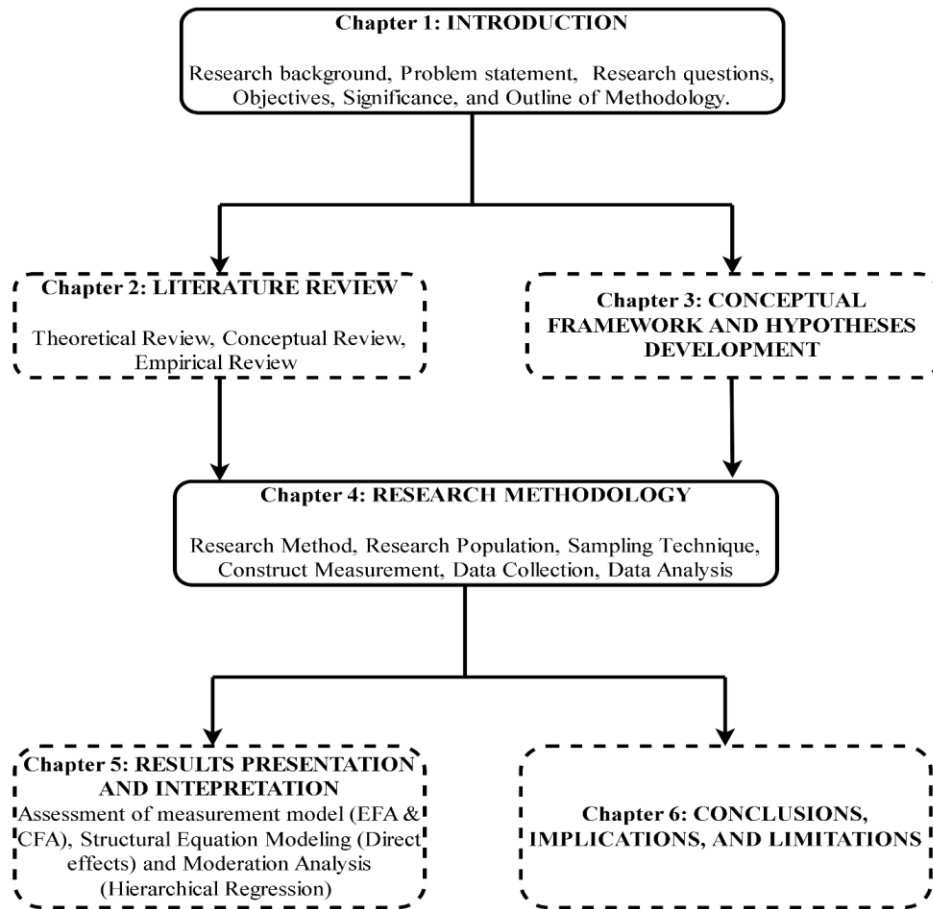 Chapter 1: INTRODUCTION
Research background, Problem statement, Research questions,
Objectives, Significance, and Outline of Methodology.
Chapter 2: LITERATURE REVIEW
Theoretical Review, Conceptual Review,
Empirical Review
Chapter 3: CONCEPTUAL
FRAMEWORK AND HYPOTHESES
DEVELOPMENT
Chapter 4: RESEARCH METHODOLOGY
Research Method, Research Population, Sampling Technique,
Construct Measurement, Data Collection, Data Analysis
Chapter 5: RESULTS PRESENTATION
AND INTEPRETATION
Assessment of measurement model (EFA &
CFA), Structural Equation Modeling (Direct
effects) and Moderation Analysis
(Hierarchical Regression)
Chapter 6: CONCLUSIONS,
IMPLICATIONS, AND LIMITATIONS